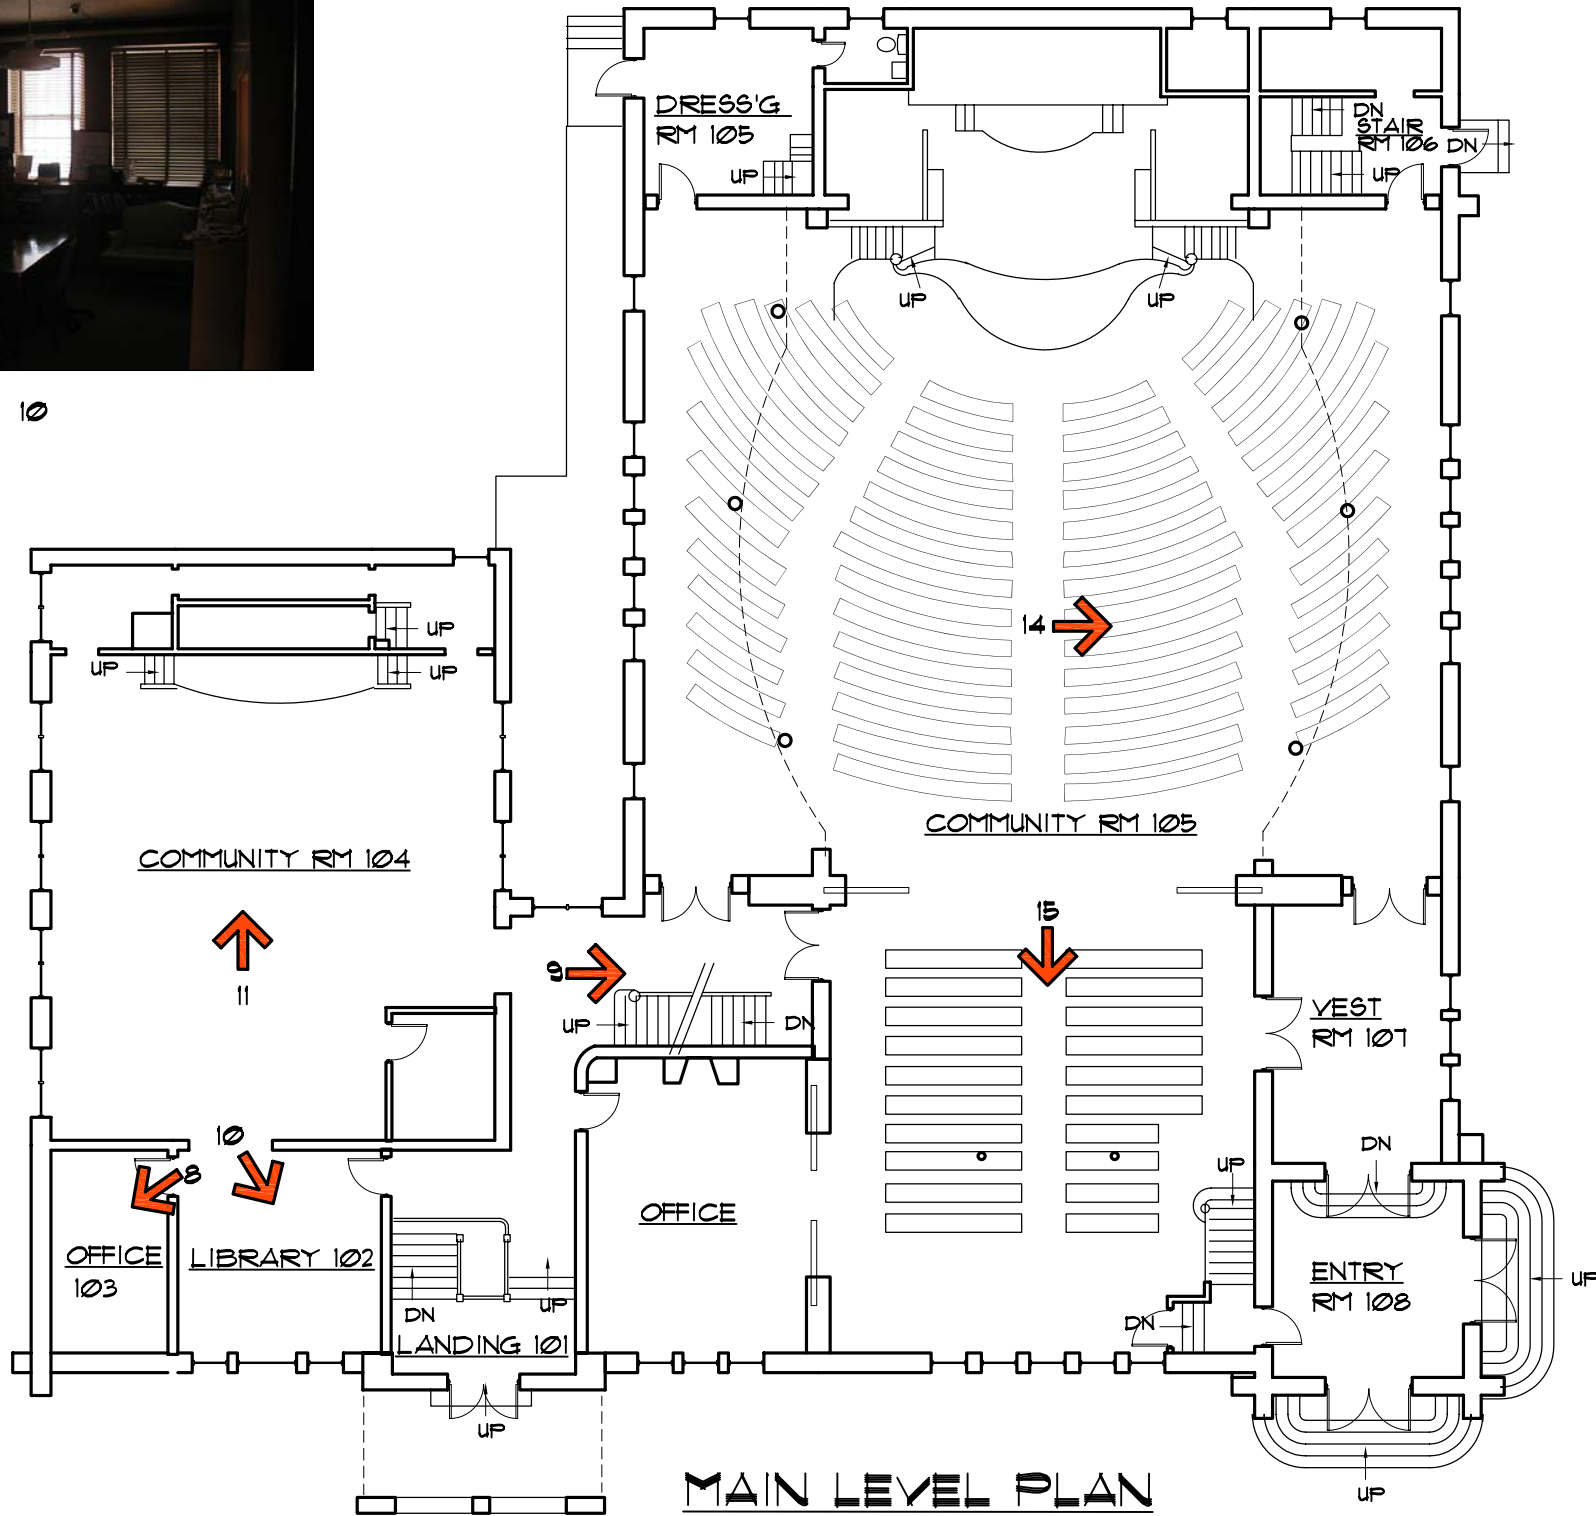 10
DRESS'G
RM 105
UP
DN
STAIR
RM 106
DN
UP
UP
UP
14
UP
UP
UP
COMMUNITY RM 105
COMMUNITY RM 104
15
9
11
UP
DN
VEST
RM 107
10
8
DN
UP
OFFICE
OFFICE
103
LIBRARY 102
UP
DN
LANDING 101
ENTRY
RM 108
UP
DN
UP
UP
MAIN LEVEL PLAN